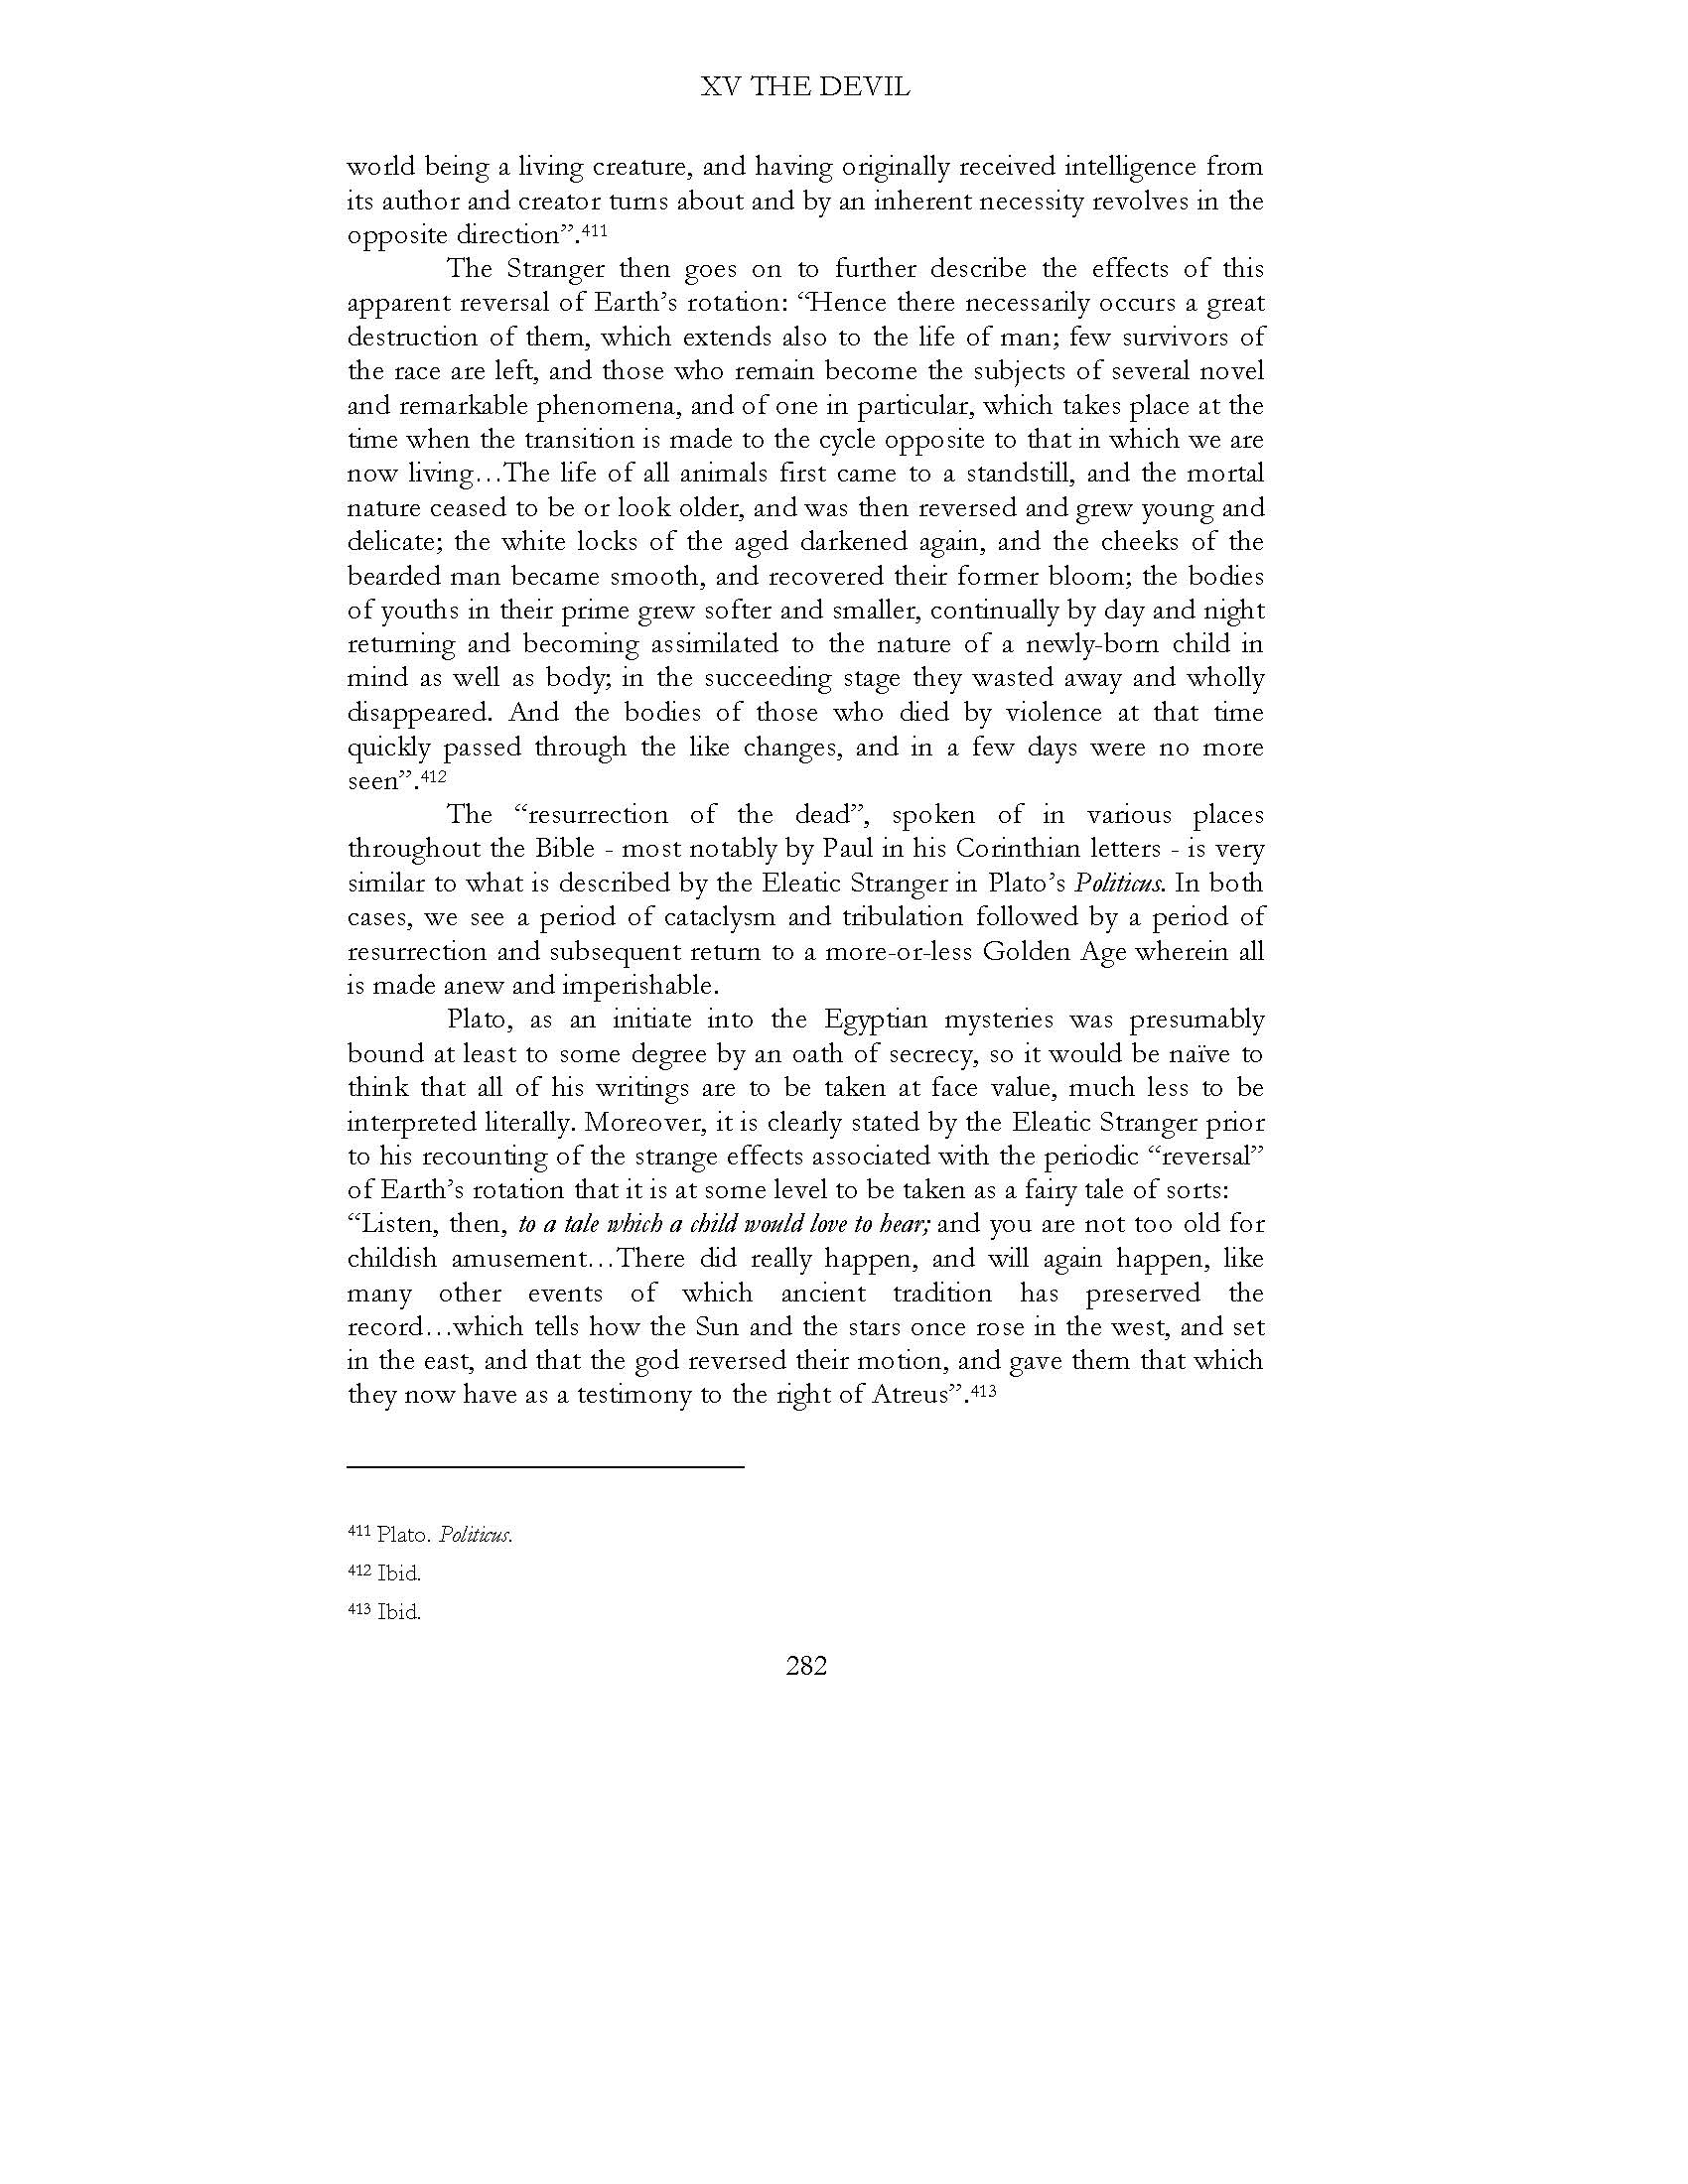 XV THE DEVIL
world being a living creature, and having originally received intelligence from
its author and creator turns about and by an inherent necessity revolves in the
opposite direction”.411
The Stranger then goes on to further describe the effects of this
apparent reversal of Earth’s rotation: “Hence there necessarily occurs a great
destruction of them, which extends also to the life of man; few survivors of
the race are left, and those who remain become the subjects of several novel
and remarkable phenomena, and of one in particular, which takes place at the
time when the transition is made to the cycle opposite to that in which we are
now living…The life of all animals first came to a standstill, and the mortal
nature ceased to be or look older, and was then reversed and grew young and
delicate; the white locks of the aged darkened again, and the cheeks of the
bearded man became smooth, and recovered their former bloom; the bodies
of youths in their prime grew softer and smaller, continually by day and night
returning and becoming assimilated to the nature of a newly-born child in
mind as well as body; in the succeeding stage they wasted away and wholly
disappeared. And the bodies of those who died by violence at that time
quickly passed through the like changes, and in a few days were no more
seen”.412
The “resurrection of the dead”, spoken of in various places
throughout the Bible - most notably by Paul in his Corinthian letters - is very
similar to what is described by the Eleatic Stranger in Plato’s Politicus. In both
cases, we see a period of cataclysm and tribulation followed by a period of
resurrection and subsequent return to a more-or-less Golden Age wherein all
is made anew and imperishable.
Plato, as an initiate into the Egyptian mysteries was presumably
bound at least to some degree by an oath of secrecy, so it would be naïve to
think that all of his writings are to be taken at face value, much less to be
interpreted literally. Moreover, it is clearly stated by the Eleatic Stranger prior
to his recounting of the strange effects associated with the periodic “reversal”
of Earth’s rotation that it is at some level to be taken as a fairy tale of sorts:
“Listen, then, to a tale which a child would love to hear; and you are not too old for
childish amusement…There did really happen, and will again happen, like
many other events of which ancient tradition has preserved the
record…which tells how the Sun and the stars once rose in the west, and set
in the east, and that the god reversed their motion, and gave them that which
they now have as a testimony to the right of Atreus”.413
411 Plato. Politicus.
412 Ibid.
413 Ibid.
282